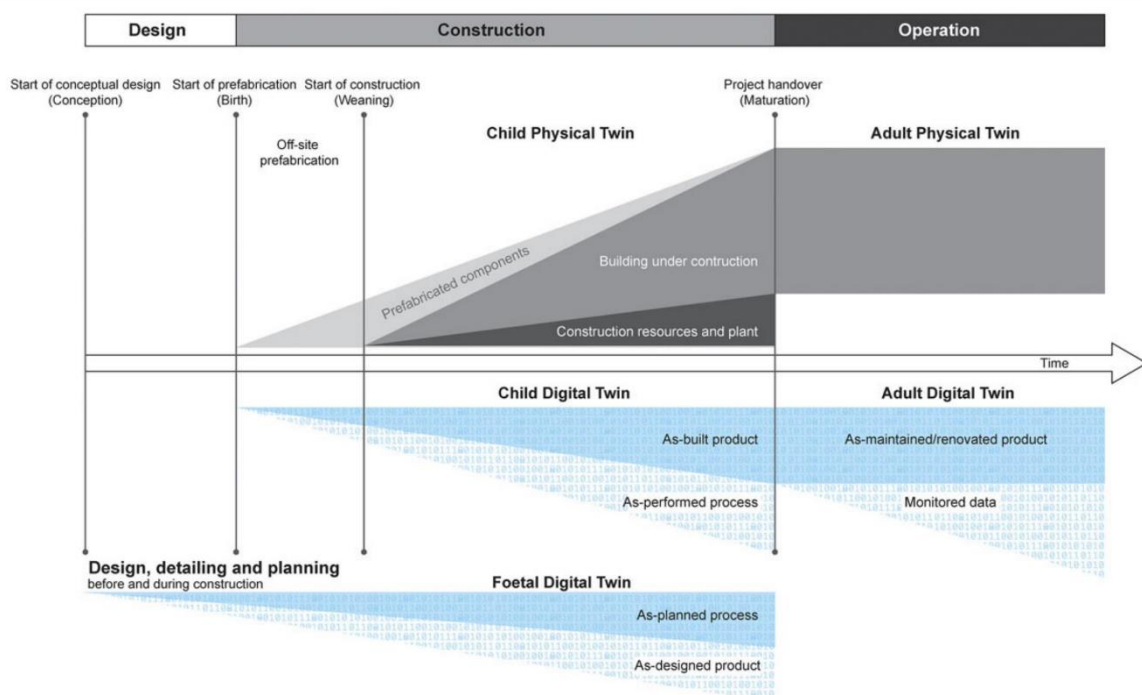 Design
Construction
Operation
Start of conceptual design
(Conception)
Start of prefabrication
(Birth)
Start of construction
(Weaning)
Project handover
(Maturation)
Off-site
prefabrication
Child Physical Twin
Adult Physical Twin
Prefabricated components
Building under contruction
Construction resources and plant
Time
Child Digital Twin
Adult Digital Twin
As-built product
As-maintained/renovated product
As-performed process
Monitored data
Design, detailing and planning
before and during construction
Foetal Digital Twin
As-planned process
As-designed product